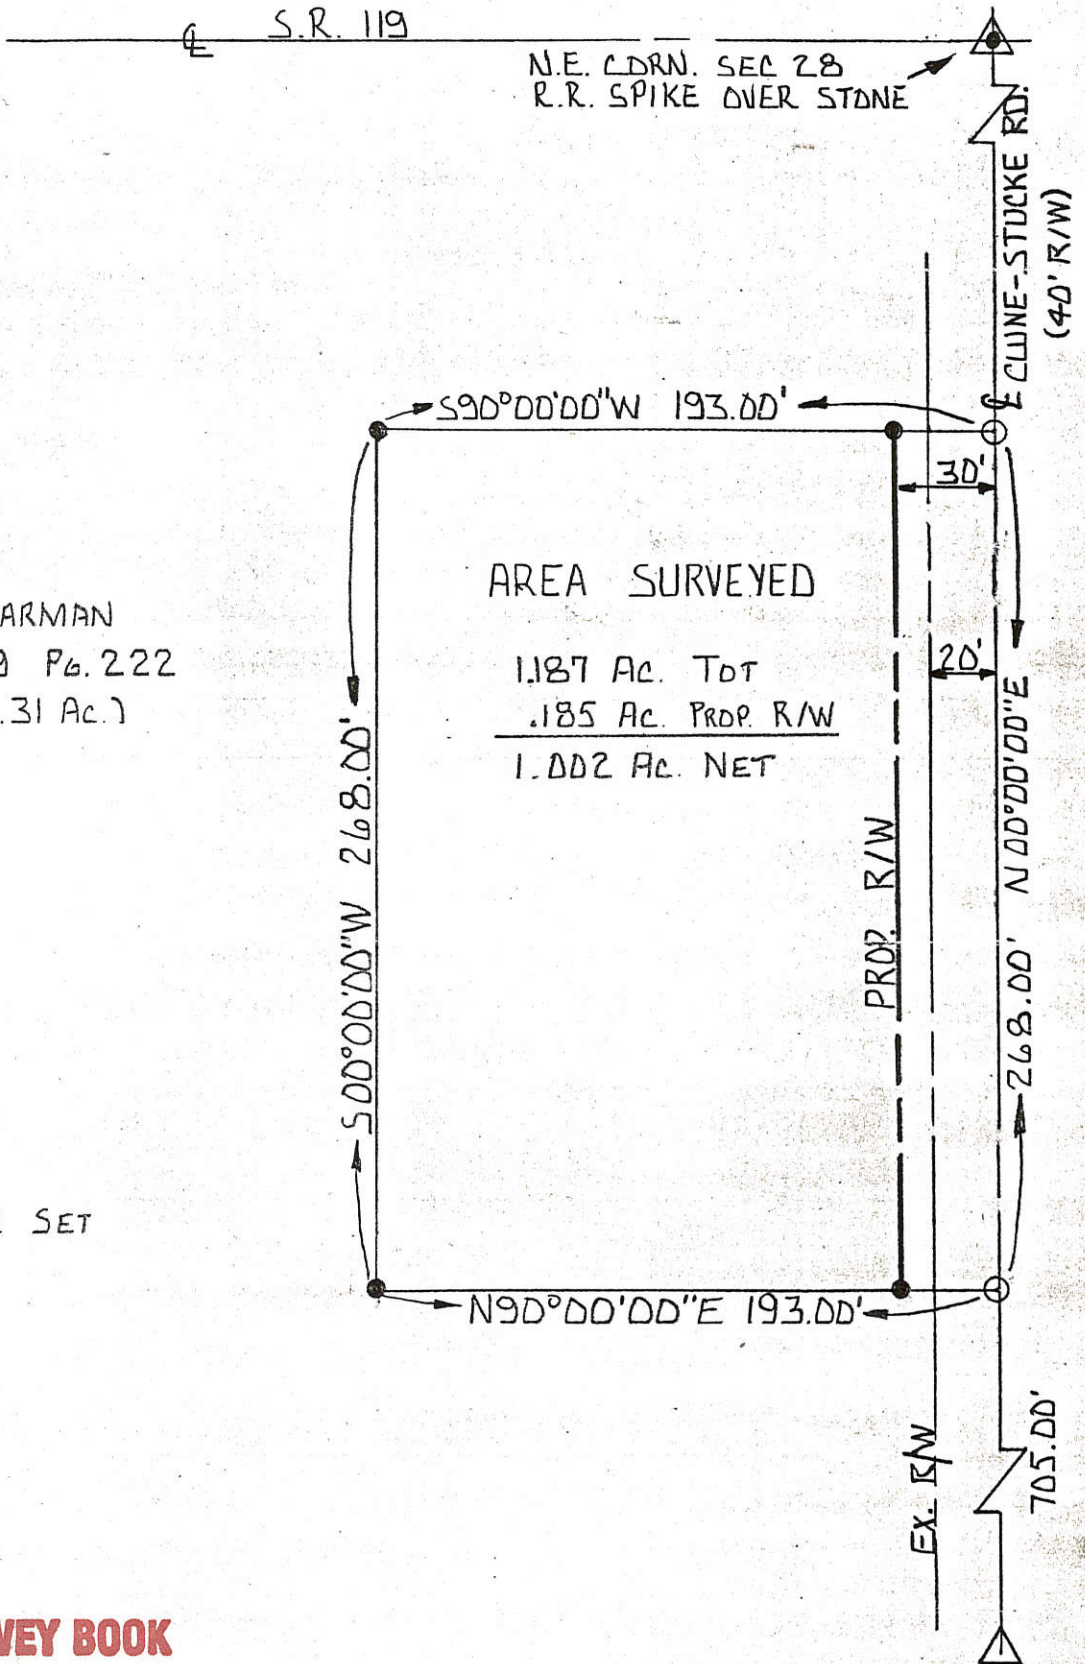 S.R. 119
N.E. CORN. SEC 28
R.R. SPIKE OVER STONE
CLUNE-STUCKE RD.
(40' R/W)
S90°00'00"W 193.00'
30'
AREA SURVEYED
ARMAN
PG. 222
.31 Ac.)
1.187 Ac. TOT
.185 Ac. PROP. R/W
1.002 Ac. NET
20'
S00°00'00"W 268.00'
PROP. R/W
268.00' N00°00'00"E
SET
N90°00'00"E 193.00'
EX. R/W
705.00'
VEY BOOK